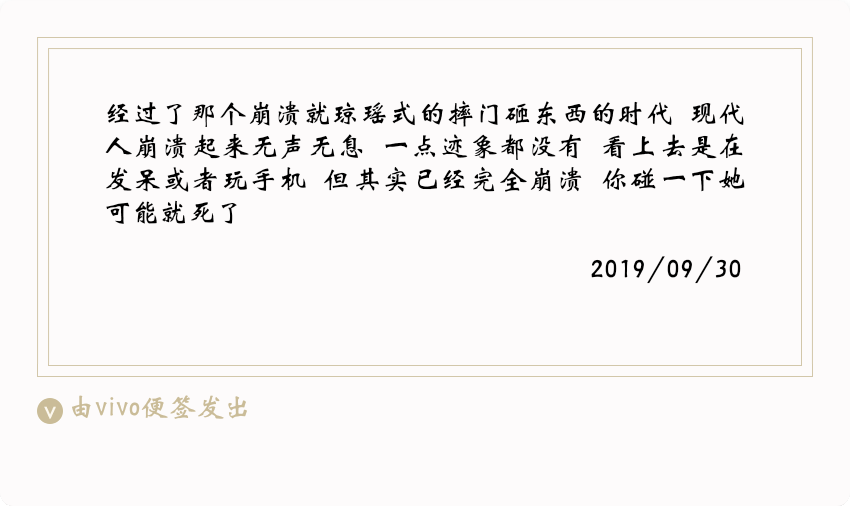 经过了那个崩溃就琼瑶式的摔门砸东西的时代 现代
人崩溃起来无声无息 一点迹象都没有 看上去是在
发呆或者玩手机 但其实已经完全崩溃 你碰一下她
可能就死了
2019/09/30
由vivo便签发出